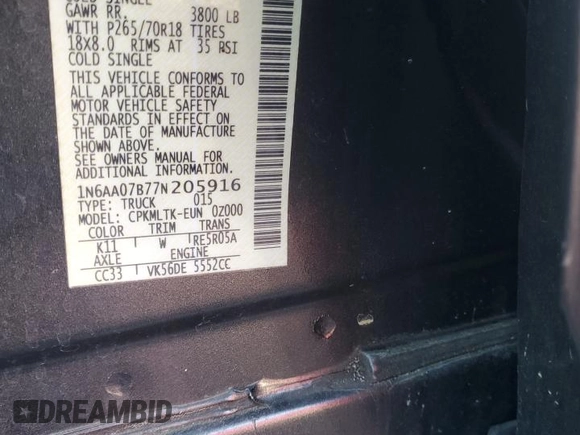 GAWR RR. 3800 LB
WITH P265/70R18 TIRES
18X8.0 RIMS AT 35 PSI
COLD SINGLE
THIS VEHICLE CONFORMS
TO ALL APPLICABLE FEDERAL
MOTOR VEHICLE SAFETY
STANDARDS IN EFFECT ON
THE DATE OF MANUFACTURE
SHOWN ABOVE.
SEE OWNERS MANUAL FOR
ADDITIONAL INFORMATION.
1N6AA07B77N205916
TYPE: TRUCK 015
MODEL: CPKMLTK-EUN 0Z000
COLOR TRIM TRANS
K11 W RE5R05A
AXLE ENGINE
CC33 VK56DE 5552CC
DREAMBID